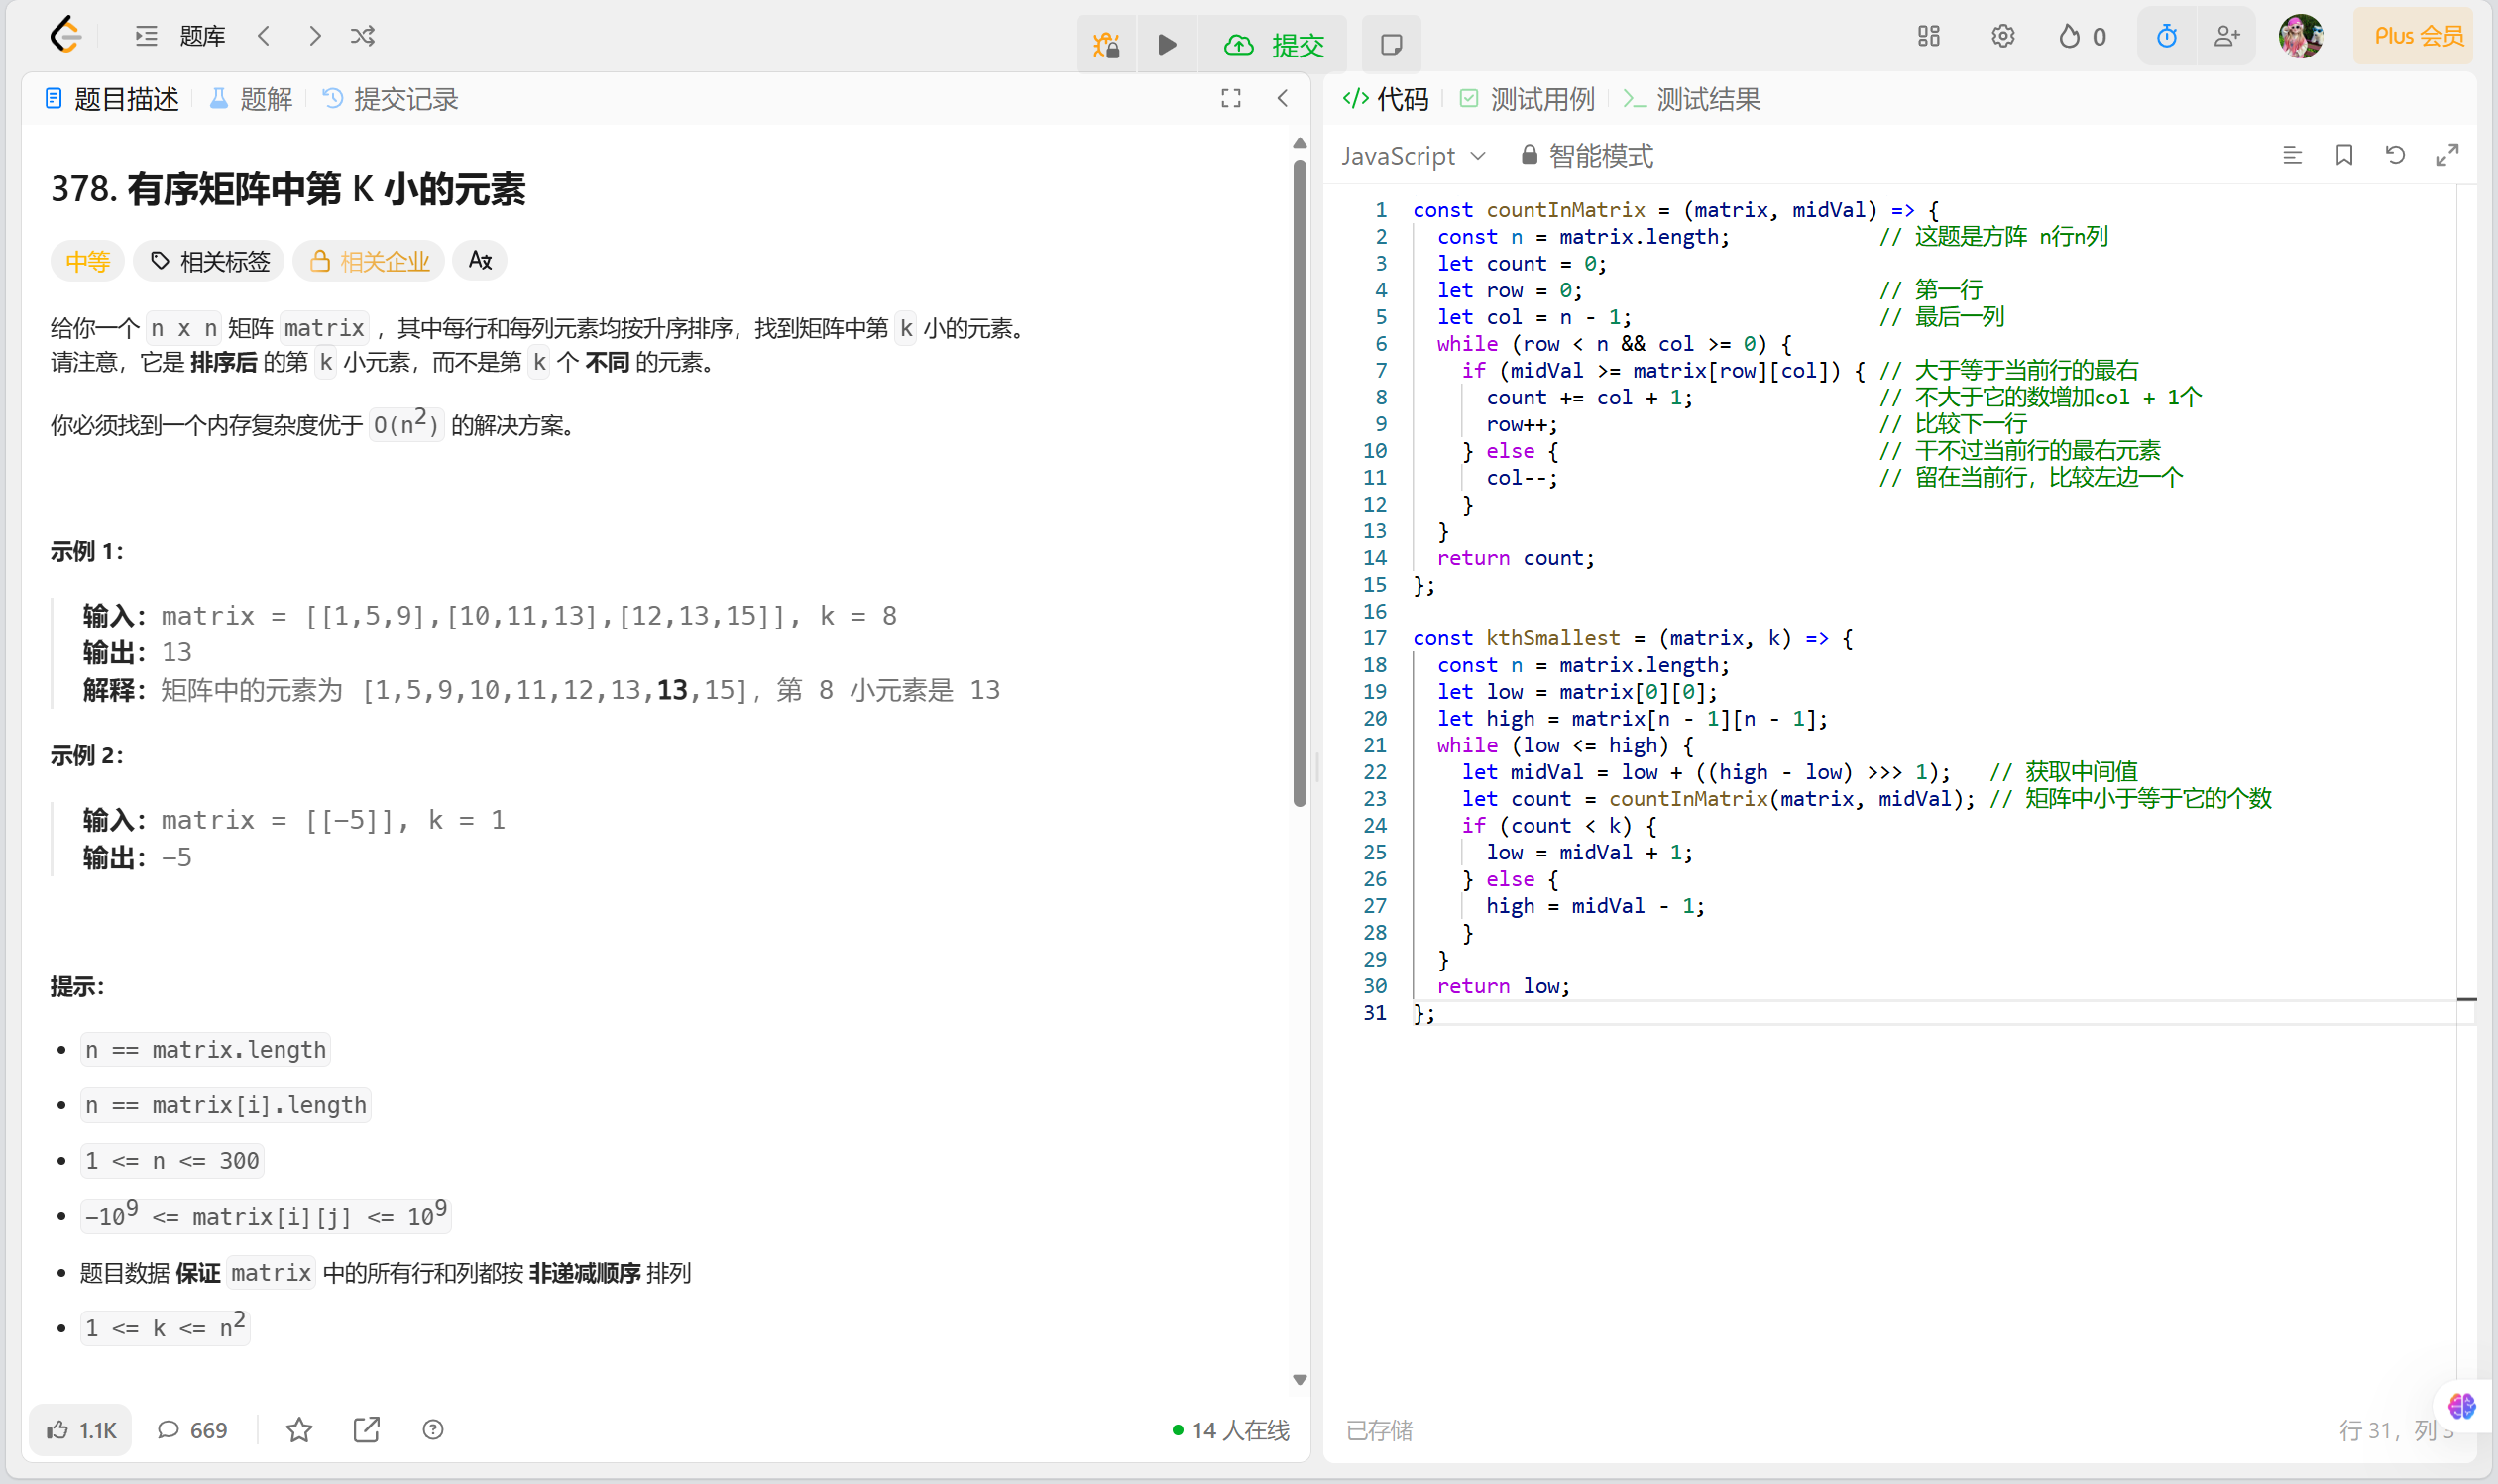 题库
提交
0
Plus 会员
题目描述
题解
提交记录
378. 有序矩阵中第 K 小的元素
中等
相关标签
相关企业
给你一个 n x n 矩阵 matrix ，其中每行和每列元素均按升序排序，找到矩阵中第 k 小的元素。
请注意，它是 排序后 的第 k 小元素，而不是第 k 个 不同 的元素。
你必须找到一个内存复杂度优于 O(n²) 的解决方案。
示例 1：
输入：matrix = [[1,5,9],[10,11,13],[12,13,15]], k = 8
输出：13
解释：矩阵中的元素为 [1,5,9,10,11,12,13,13,15]，第 8 小元素是 13
示例 2：
输入：matrix = [[-5]], k = 1
输出：-5
提示：
n == matrix.length
n == matrix[i].length
1 <= n <= 300
-10⁹ <= matrix[i][j] <= 10⁹
题目数据 保证 matrix 中的所有行和列都按 非递减顺序 排列
1 <= k <= n²
1.1K
669
14 人在线
代码
测试用例
测试结果
JavaScript
智能模式
1 const countInMatrix = (matrix, midVal) => {
2 const n = matrix.length; // 这题是方阵 n行n列
3 let count = 0;
4 let row = 0; // 第一行
5 let col = n - 1; // 最后一列
6 while (row < n && col >= 0) {
7 if (midVal >= matrix[row][col]) { // 大于等于当前行的最右
8 count += col + 1; // 不大于它的数增加col + 1个
9 row++; // 比较下一行
10 } else { // 干不过当前行的最右元素
11 col--; // 留在当前行，比较左边一个
12 }
13 }
14 return count;
15 };
16
17 const kthSmallest = (matrix, k) => {
18 const n = matrix.length;
19 let low = matrix[0][0];
20 let high = matrix[n - 1][n - 1];
21 while (low <= high) {
22 let midVal = low + ((high - low) >>> 1); // 获取中间值
23 let count = countInMatrix(matrix, midVal); // 矩阵中小于等于它的个数
24 if (count < k) {
25 low = midVal + 1;
26 } else {
27 high = midVal - 1;
28 }
29 }
30 return low;
31 };
已存储
行 31，列